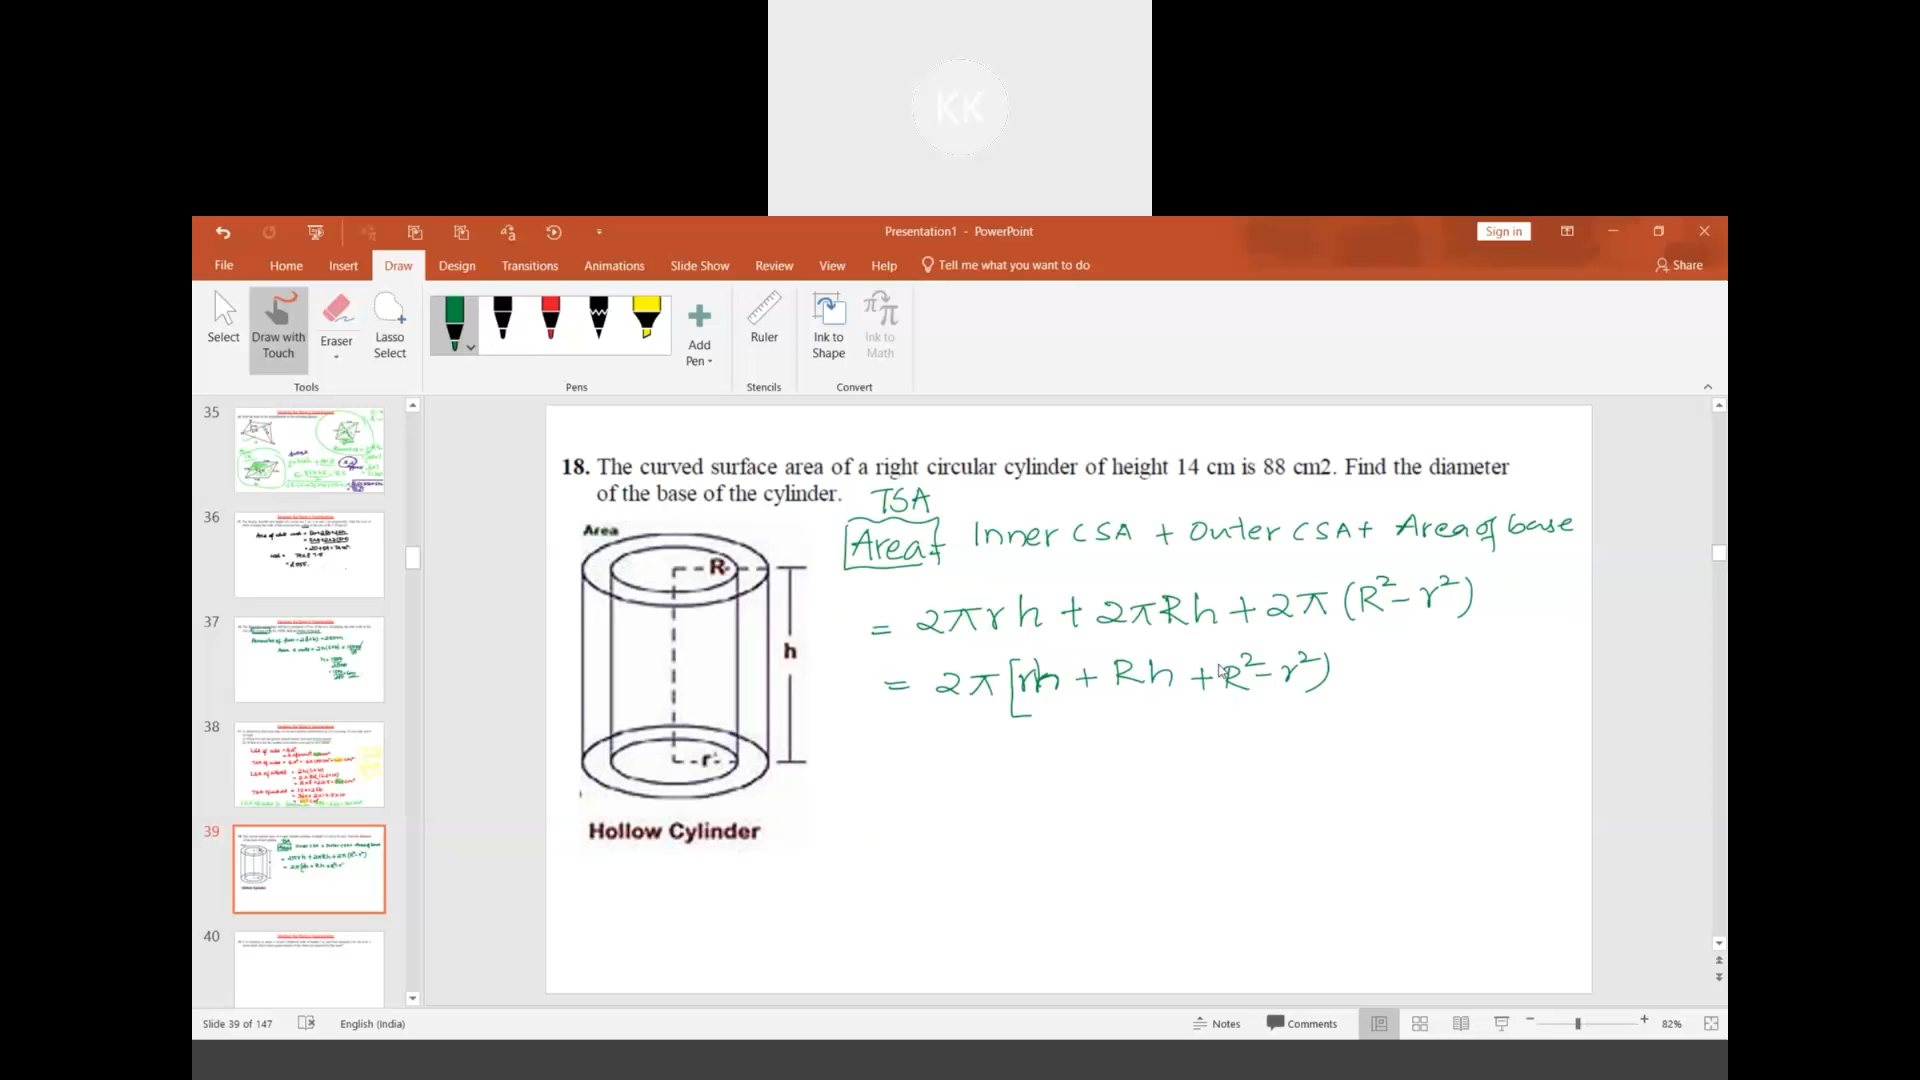 KK
Presentation1 - PowerPoint
Sign in
File Home Insert Draw Design Transitions Animations Slide Show Review View Help Tell me what you want to do Share
Select
Draw with Touch
Eraser
Lasso Select
Add Pen
Ruler
Ink to Shape
Ink to Math
Tools Pens Stencils Convert
35
36
37
38
39
40
18. The curved surface area of a right circular cylinder of height 14 cm is 88 cm2. Find the diameter
of the base of the cylinder.
TSA
Area = Inner CSA + Outer CSA + Area of base
= 2πrh + 2πRh + 2π (R² - r²)
= 2π [rh + Rh + R² - r²)
Area
R
h
r
Hollow Cylinder
Slide 39 of 147 English (India) Notes Comments 82%